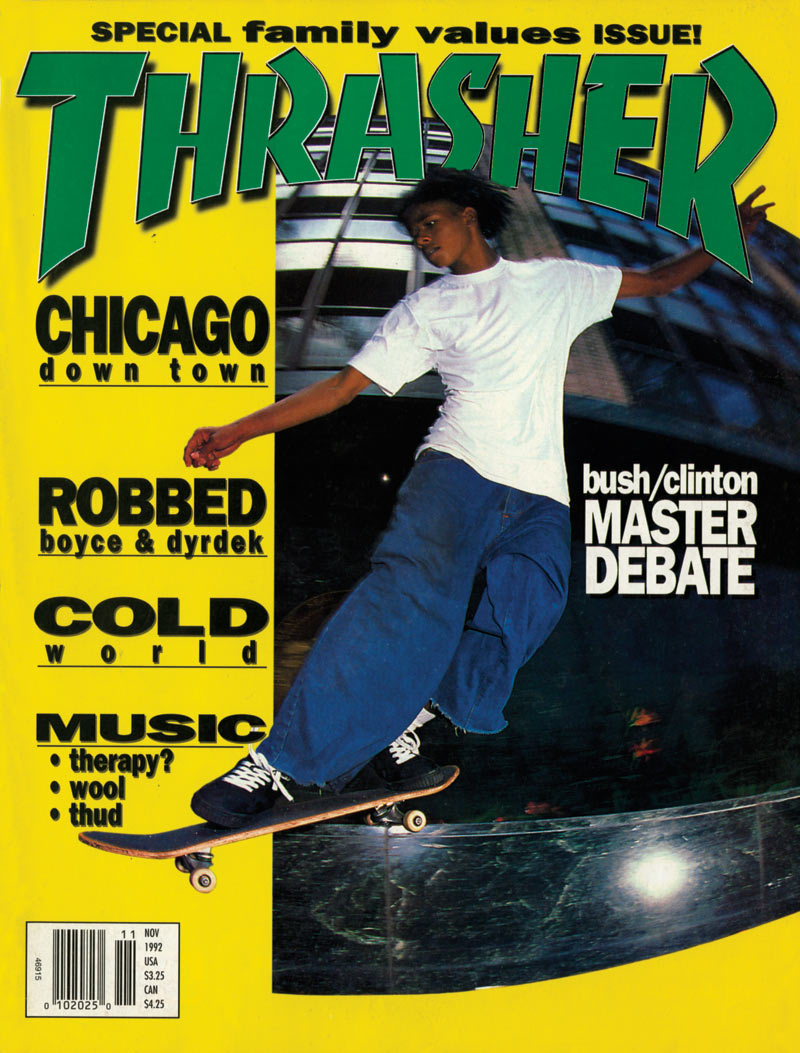 SPECIAL family values ISSUE!
THRASHER
CHICAGO
down town
ROBBED
boyce & dyrdek
COLD
world
MUSIC
• therapy?
• wool
• thud
bush/clinton
MASTER
DEBATE
11
NOV
1992
USA
$3.25
CAN
$4.25
46915
0 102025 0